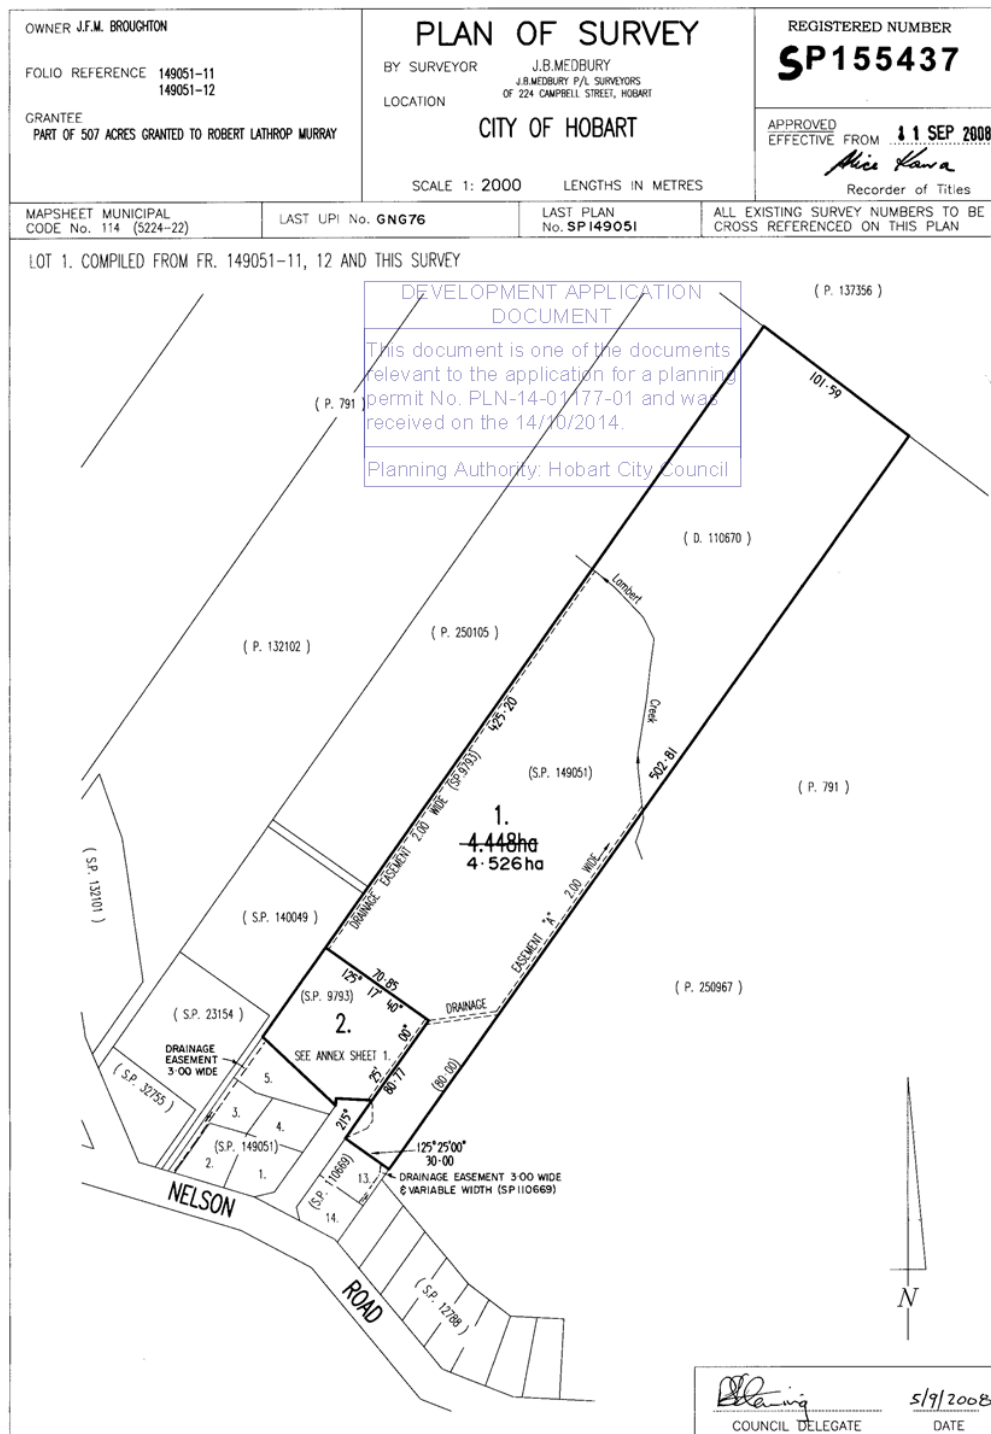 OWNER J.F.M. BROUGHTON
FOLIO REFERENCE 149051-11
149051-12
GRANTEE
PART OF 507 ACRES GRANTED TO ROBERT LATHROP MURRAY
PLAN OF SURVEY
BY SURVEYOR J.B.MEDBURY
J.B.MEDBURY P/L SURVEYORS
OF 224 CAMPBELL STREET, HOBART
LOCATION
CITY OF HOBART
SCALE 1: 2000 LENGTHS IN METRES
REGISTERED NUMBER
SP155437
APPROVED
EFFECTIVE FROM 11 SEP 2008
Alice Kawa
Recorder of Titles
MAPSHEET MUNICIPAL
CODE No. 114 (5224-22)
LAST UPI No. GNG76
LAST PLAN
No. SP149051
ALL EXISTING SURVEY NUMBERS TO BE
CROSS REFERENCED ON THIS PLAN
LOT 1. COMPILED FROM FR. 149051-11, 12 AND THIS SURVEY
DEVELOPMENT APPLICATION
DOCUMENT
This document is one of the documents
relevant to the application for a planning
permit No. PLN-14-01177-01 and was
received on the 14/10/2014.
Planning Authority: Hobart City Council
( P. 137356 )
101·59
( P. 791 )
( D. 110670 )
Lambert
( P. 132102 )
( P. 250105 )
425·20
Creek
502·81
(S.P. 149051)
( P. 791 )
1.
4.448ha
4·526ha
DRAINAGE EASEMENT 2.00 WIDE (SP.9793)
( S.P. 132101 )
( S.P. 140049 )
DRAINAGE EASEMENT "A" 2.00 WIDE
70·85
125° 17' 40"
(S.P. 9793)
2.
SEE ANNEX SHEET 1.
( P. 250967 )
( S.P. 23154 )
DRAINAGE
EASEMENT
3·00 WIDE
( S.P. 32755 )
215° 25' 00"
80·77
(80·00)
5.
3.
4.
(S.P. 149051)
2.
1.
125°25'00"
30·00
DRAINAGE EASEMENT 3·00 WIDE
& VARIABLE WIDTH (SP110669)
(S.P. 110669)
13.
14.
NELSON
ROAD
( S.P. 12788 )
N
5/9/2008
COUNCIL DELEGATE DATE